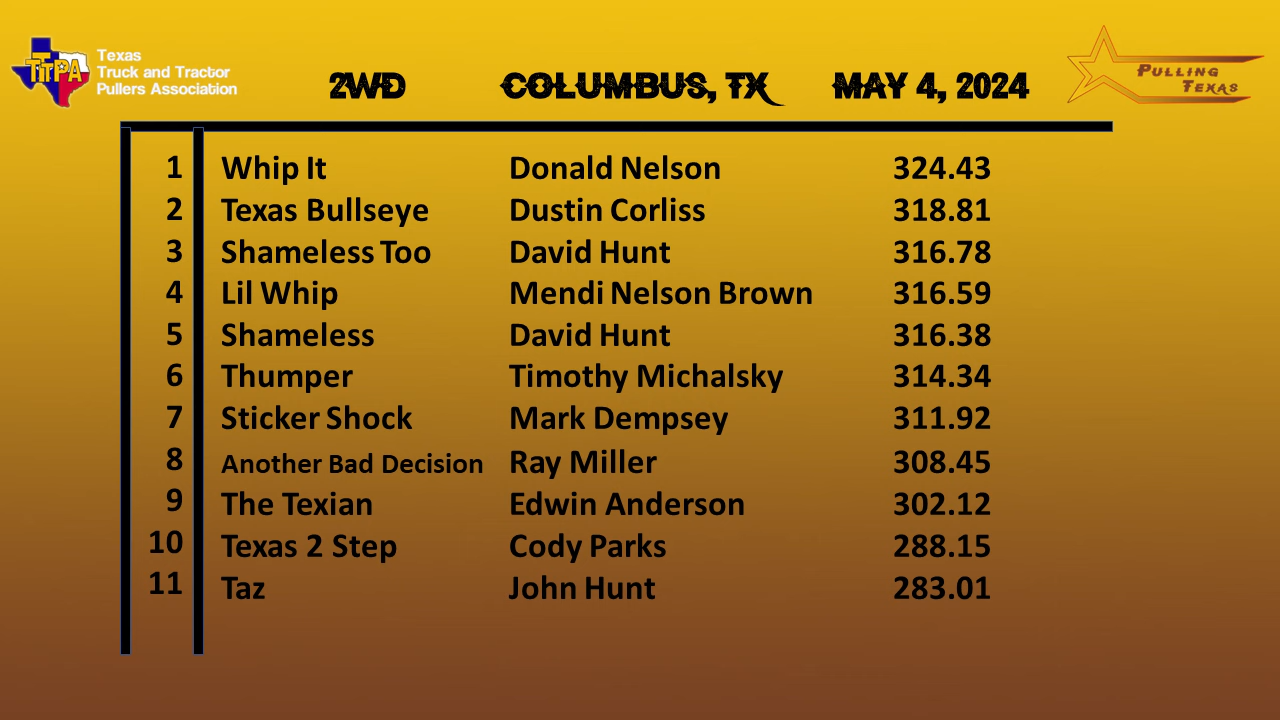 TTTPA
Texas
Truck and Tractor
Pullers Association
2WD COLUMBUS, TX MAY 4, 2024
PULLING
TEXAS
1 Whip It Donald Nelson 324.43
2 Texas Bullseye Dustin Corliss 318.81
3 Shameless Too David Hunt 316.78
4 Lil Whip Mendi Nelson Brown 316.59
5 Shameless David Hunt 316.38
6 Thumper Timothy Michalsky 314.34
7 Sticker Shock Mark Dempsey 311.92
8 Another Bad Decision Ray Miller 308.45
9 The Texian Edwin Anderson 302.12
10 Texas 2 Step Cody Parks 288.15
11 Taz John Hunt 283.01